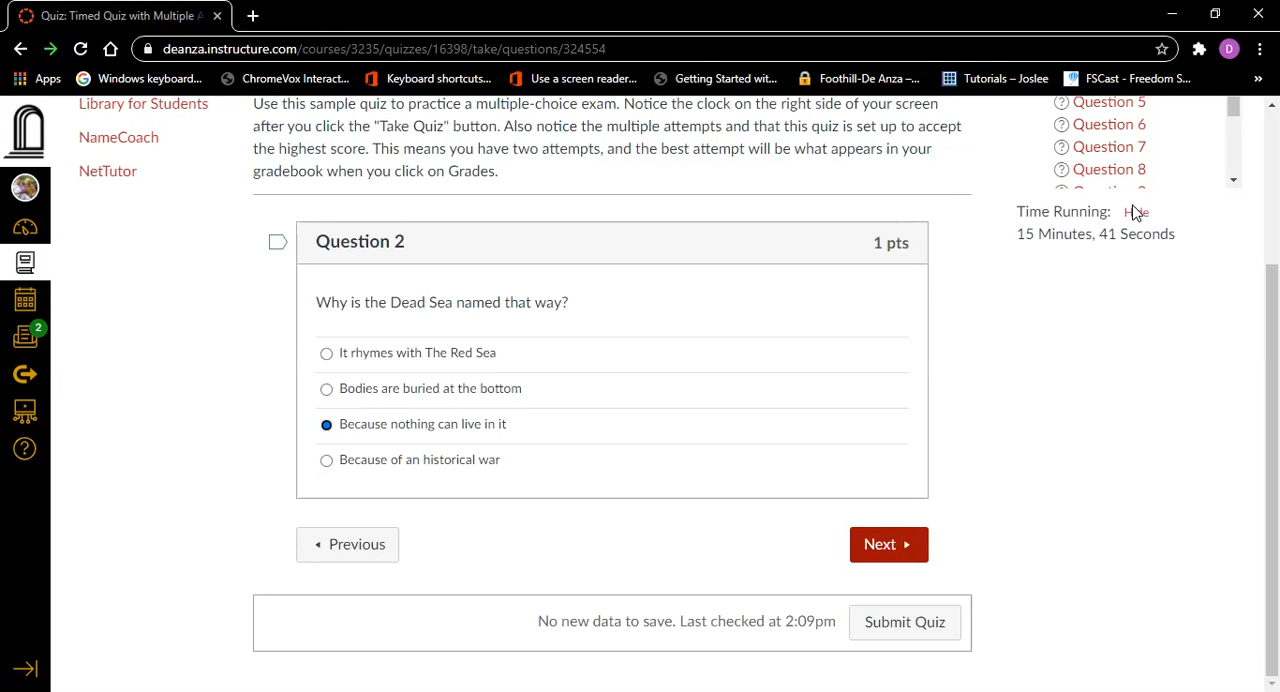 Quiz: Timed Quiz with Multiple A
deanza.instructure.com/courses/3235/quizzes/16398/take/questions/324554
D
Apps
Windows keyboard...
ChromeVox Interact...
Keyboard shortcuts...
Use a screen reader...
Getting Started wit...
Foothill-De Anza –...
Tutorials – Joslee
FSCast - Freedom S...
»
Library for Students
NameCoach
NetTutor
2
Use this sample quiz to practice a multiple-choice exam. Notice the clock on the right side of your screen
after you click the "Take Quiz" button. Also notice the multiple attempts and that this quiz is set up to accept
the highest score. This means you have two attempts, and the best attempt will be what appears in your
gradebook when you click on Grades.
Question 5
Question 6
Question 7
Question 8
Time Running: Hide
15 Minutes, 41 Seconds
Question 2
1 pts
Why is the Dead Sea named that way?
It rhymes with The Red Sea
Bodies are buried at the bottom
Because nothing can live in it
Because of an historical war
Previous
Next
No new data to save. Last checked at 2:09pm
Submit Quiz